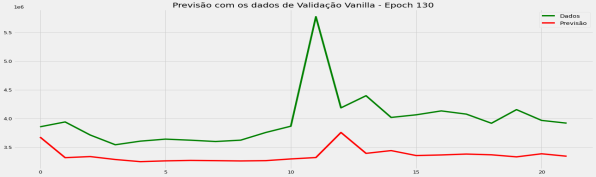 Previsão com os dados de Validação Vanilla - Epoch 130
1e6
Dados
Previsão
5.5
5.0
4.5
4.0
3.5
0 5 10 15 20